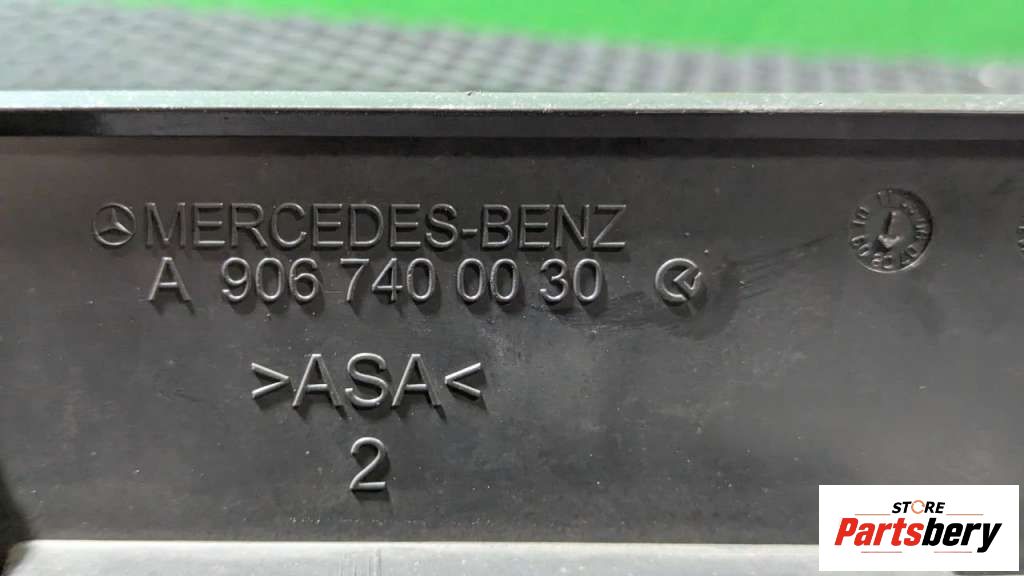 MERCEDES-BENZ
A 906 740 00 30
>ASA<
2
STORE
Partsbery